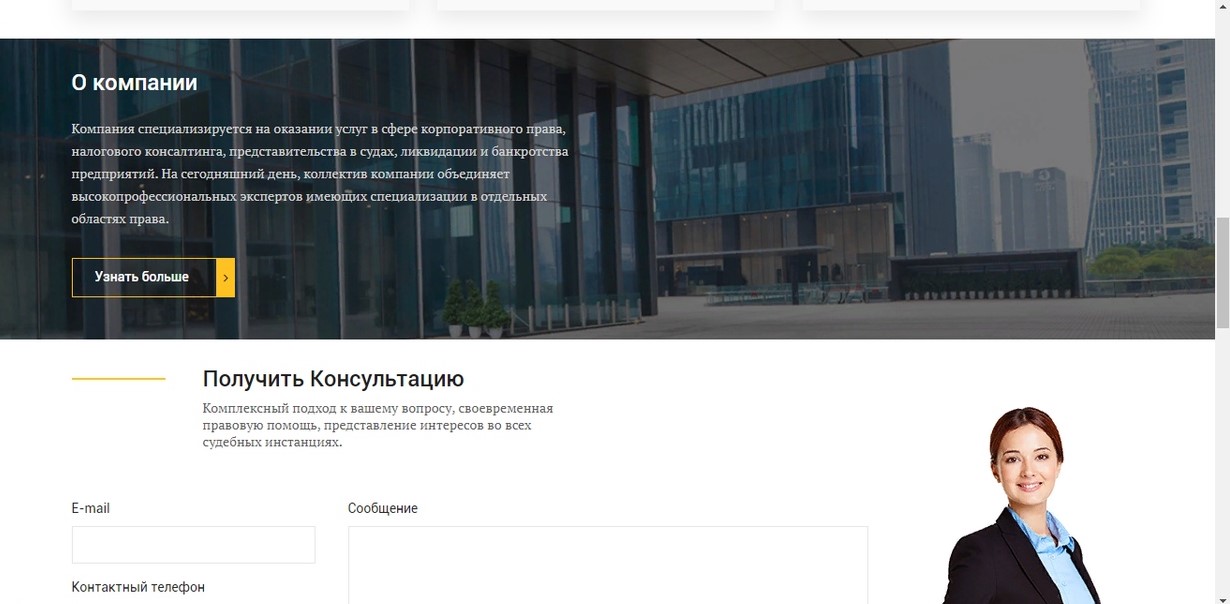 О компании
Компания специализируется на оказании услуг в сфере корпоративного права,
налогового консалтинга, представительства в судах, ликвидации и банкротства
предприятий. На сегодняшний день, коллектив компании объединяет
высокопрофессиональных экспертов имеющих специализации в отдельных
областях права.
Узнать больше
Получить Консультацию
Комплексный подход к вашему вопросу, своевременная
правовую помощь, представление интересов во всех
судебных инстанциях.
E-mail
Сообщение
Контактный телефон